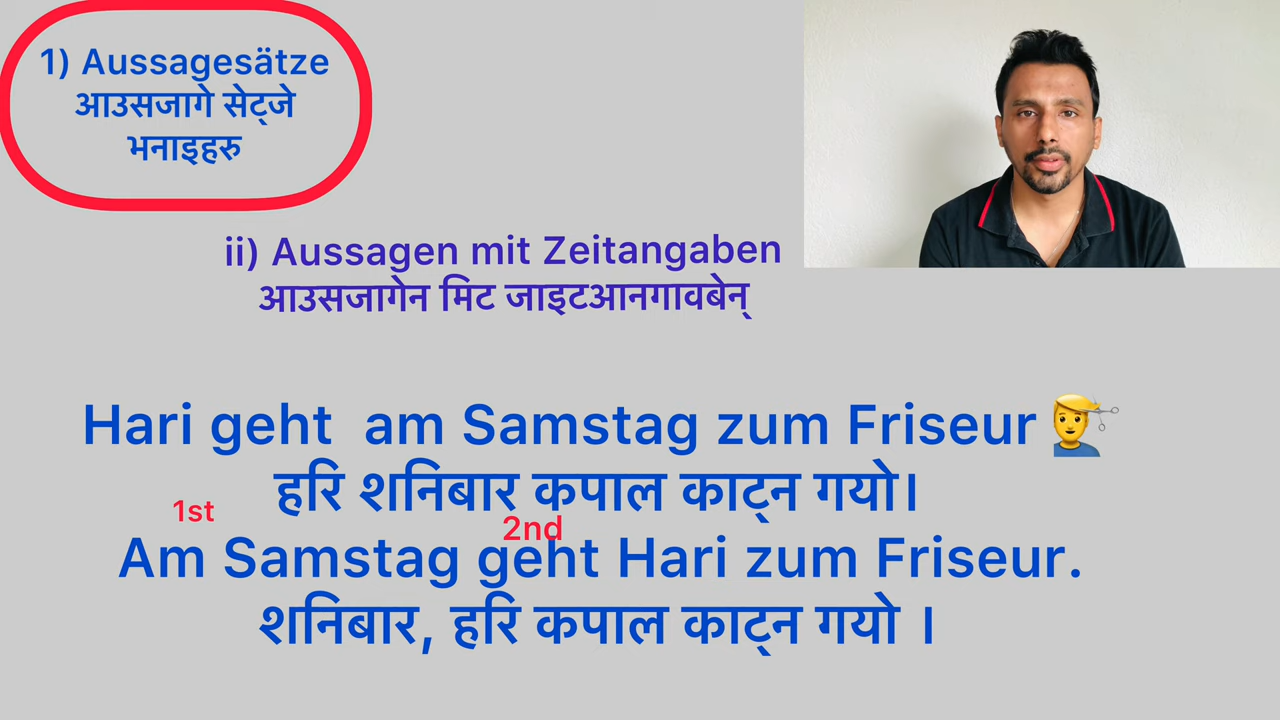 1) Aussagesätze
आउसजागे सेट्जे
भनाइहरु
ii) Aussagen mit Zeitangaben
आउसजागेन मिट जाइटआनगावबेन्
Hari geht am Samstag zum Friseur
हरि शनिबार कपाल काट्न गयो।
1st
2nd
Am Samstag geht Hari zum Friseur.
शनिबार, हरि कपाल काट्न गयो ।